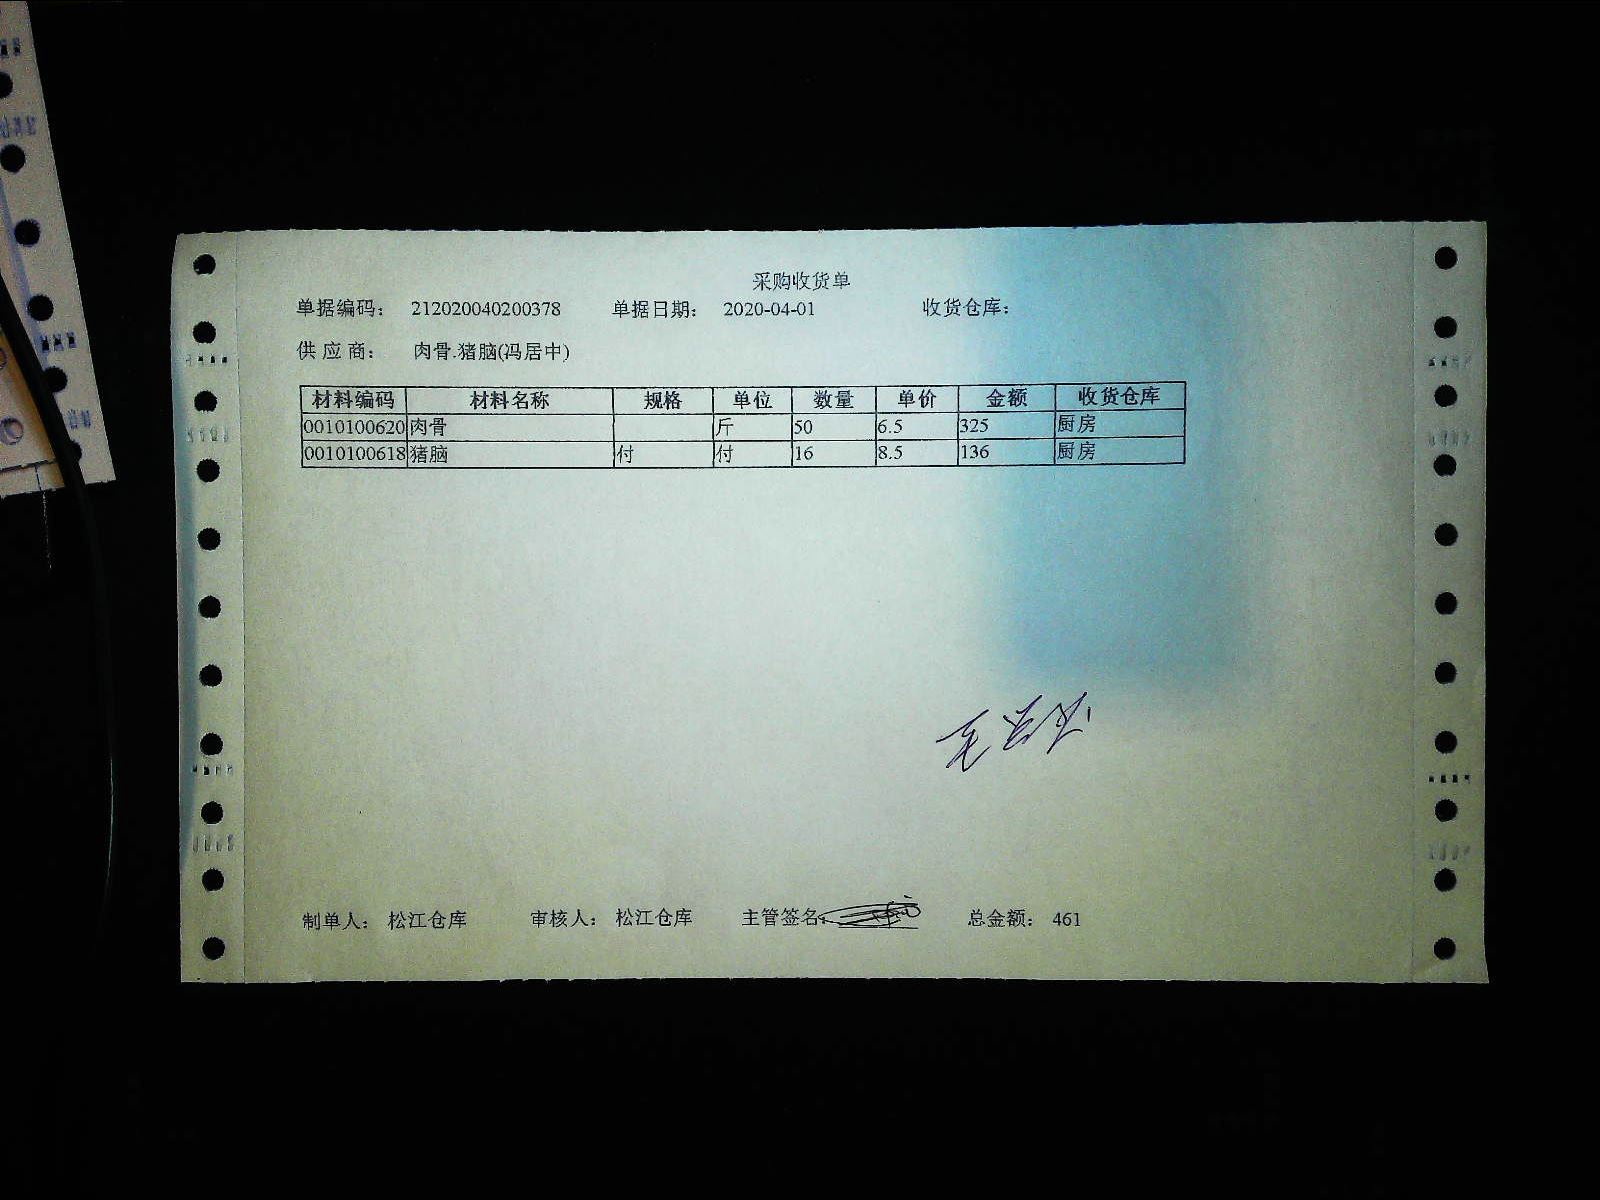 采购收货单
单据编码: 212020040200378 单据日期: 2020-04-01 收货仓库:
供应商: 肉骨.猪脑(冯居中)
材料编码 材料名称 规格 单位 数量 单价 金额 收货仓库
0010100620 肉骨 斤 50 6.5 325 厨房
0010100618 猪脑 付 付 16 8.5 136 厨房
制单人: 松江仓库 审核人: 松江仓库 主管签名: 总金额: 461